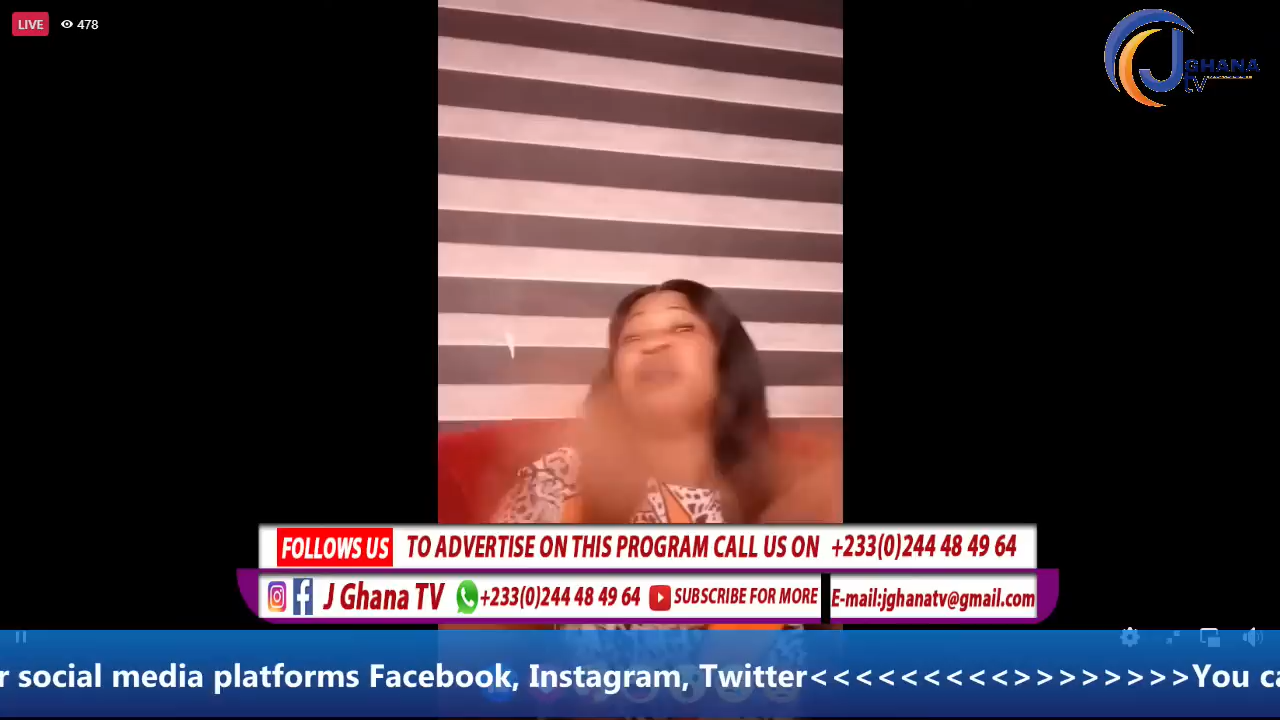 LIVE 478
J GHANA
tv
FOLLOWS US TO ADVERTISE ON THIS PROGRAM CALL US ON +233(0)244 48 49 64
J Ghana TV +233(0)244 48 49 64 SUBSCRIBE FOR MORE E-mail:jghanatv@gmail.com
r social media platforms Facebook, Instagram, Twitter<<<<<<<<<>>>>>>>>You ca